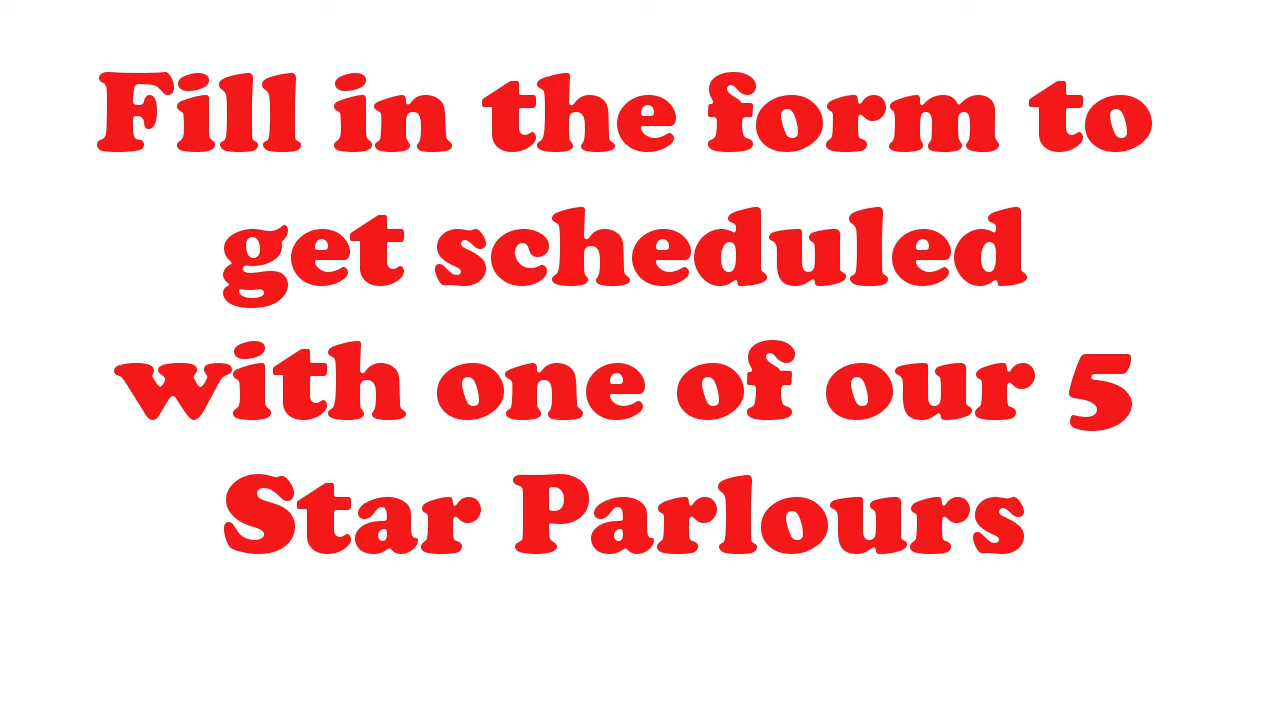 Fill in the form to
get scheduled
with one of our 5
Star Parlours